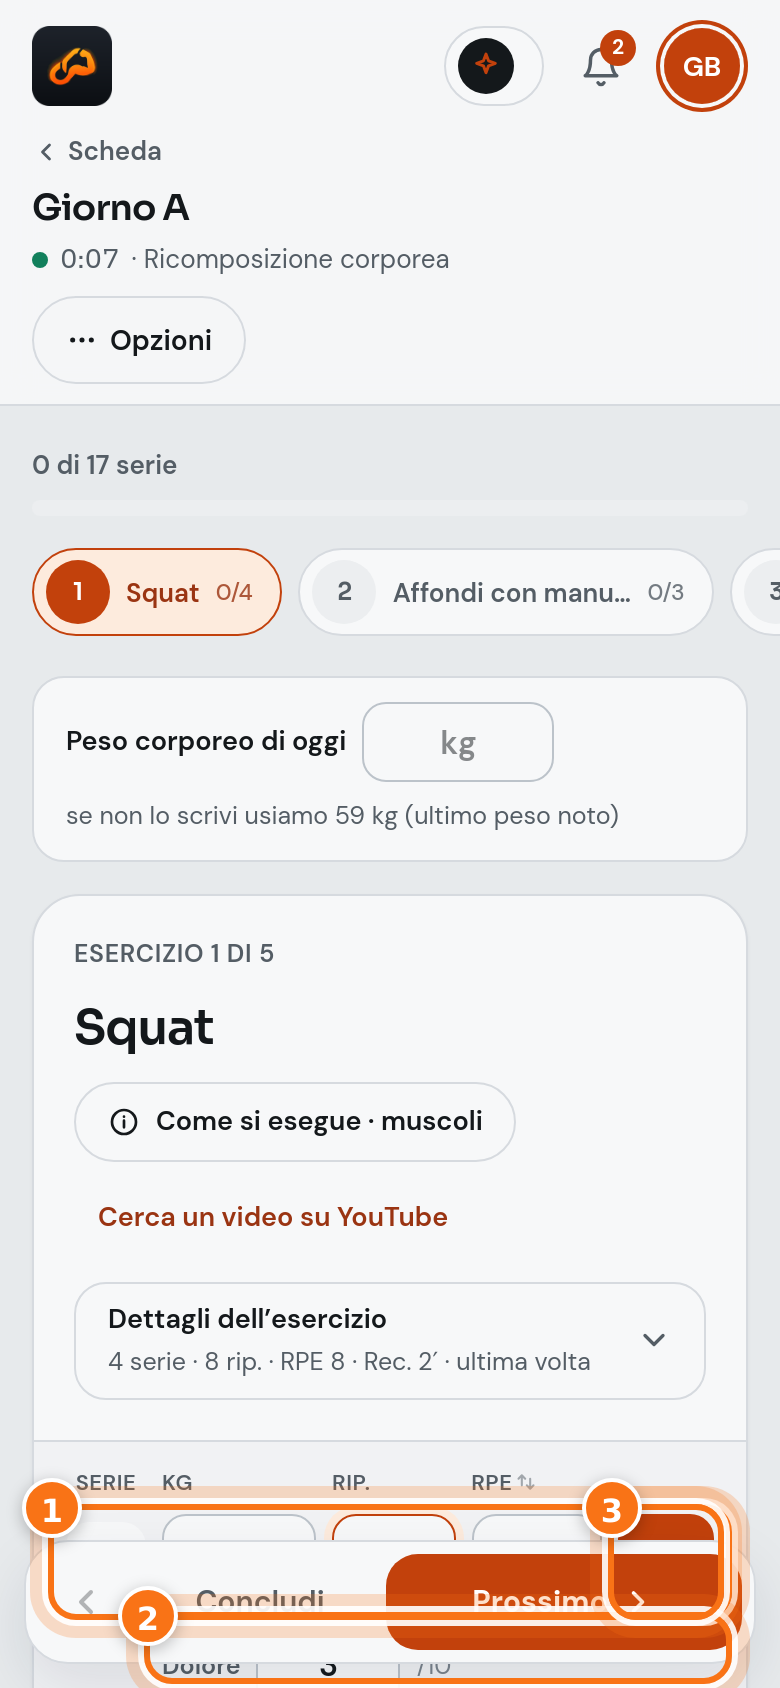 2
GB
Scheda
Giorno A
0:07 · Ricomposizione corporea
··· Opzioni
0 di 17 serie
1 Squat 0/4
2 Affondi con manu... 0/3
3
Peso corporeo di oggi kg
se non lo scrivi usiamo 59 kg (ultimo peso noto)
ESERCIZIO 1 DI 5
Squat
Come si esegue · muscoli
Cerca un video su YouTube
Dettagli dell’esercizio
4 serie · 8 rip. · RPE 8 · Rec. 2′ · ultima volta
SERIE KG RIP. RPE
1 3
Concludi Prossimo
2
Dolore 3 /10